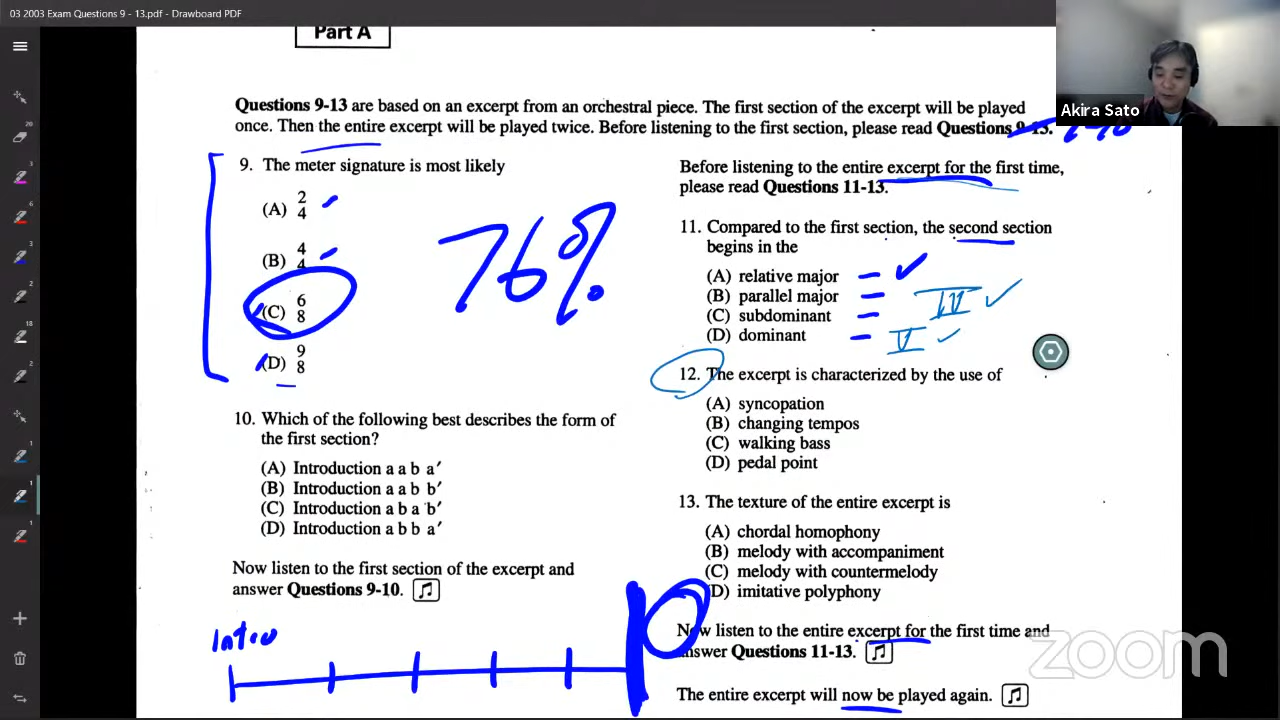 03 2003 Exam Questions 9 - 13.pdf - Drawboard PDF
Part A
Akira Sato
Questions 9-13 are based on an excerpt from an orchestral piece. The first section of the excerpt will be played
once. Then the entire excerpt will be played twice. Before listening to the first section, please read Questions 9-13.
9. The meter signature is most likely
(A) 2
4
(B) 4
4
(C) 6
8
(D) 9
8
76%
10. Which of the following best describes the form of
the first section?
(A) Introduction a a b a′
(B) Introduction a a b b′
(C) Introduction a b a b′
(D) Introduction a b b a′
Now listen to the first section of the excerpt and
answer Questions 9-10.
Intro
Before listening to the entire excerpt for the first time,
please read Questions 11-13.
11. Compared to the first section, the second section
begins in the
(A) relative major
(B) parallel major
(C) subdominant
(D) dominant
V
12. The excerpt is characterized by the use of
(A) syncopation
(B) changing tempos
(C) walking bass
(D) pedal point
13. The texture of the entire excerpt is
(A) chordal homophony
(B) melody with accompaniment
(C) melody with countermelody
(D) imitative polyphony
Now listen to the entire excerpt for the first time and
answer Questions 11-13.
The entire excerpt will now be played again.
zoom